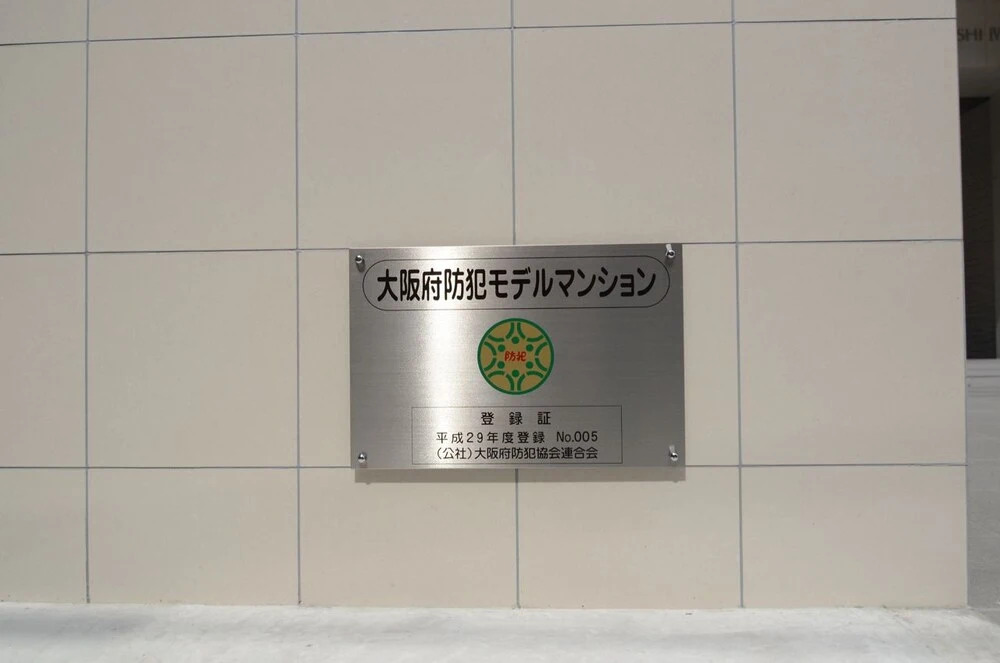 SHI M
大阪府防犯モデルマンション
防犯
登録証
平成29年度登録 No.005
(公社)大阪府防犯協会連合会